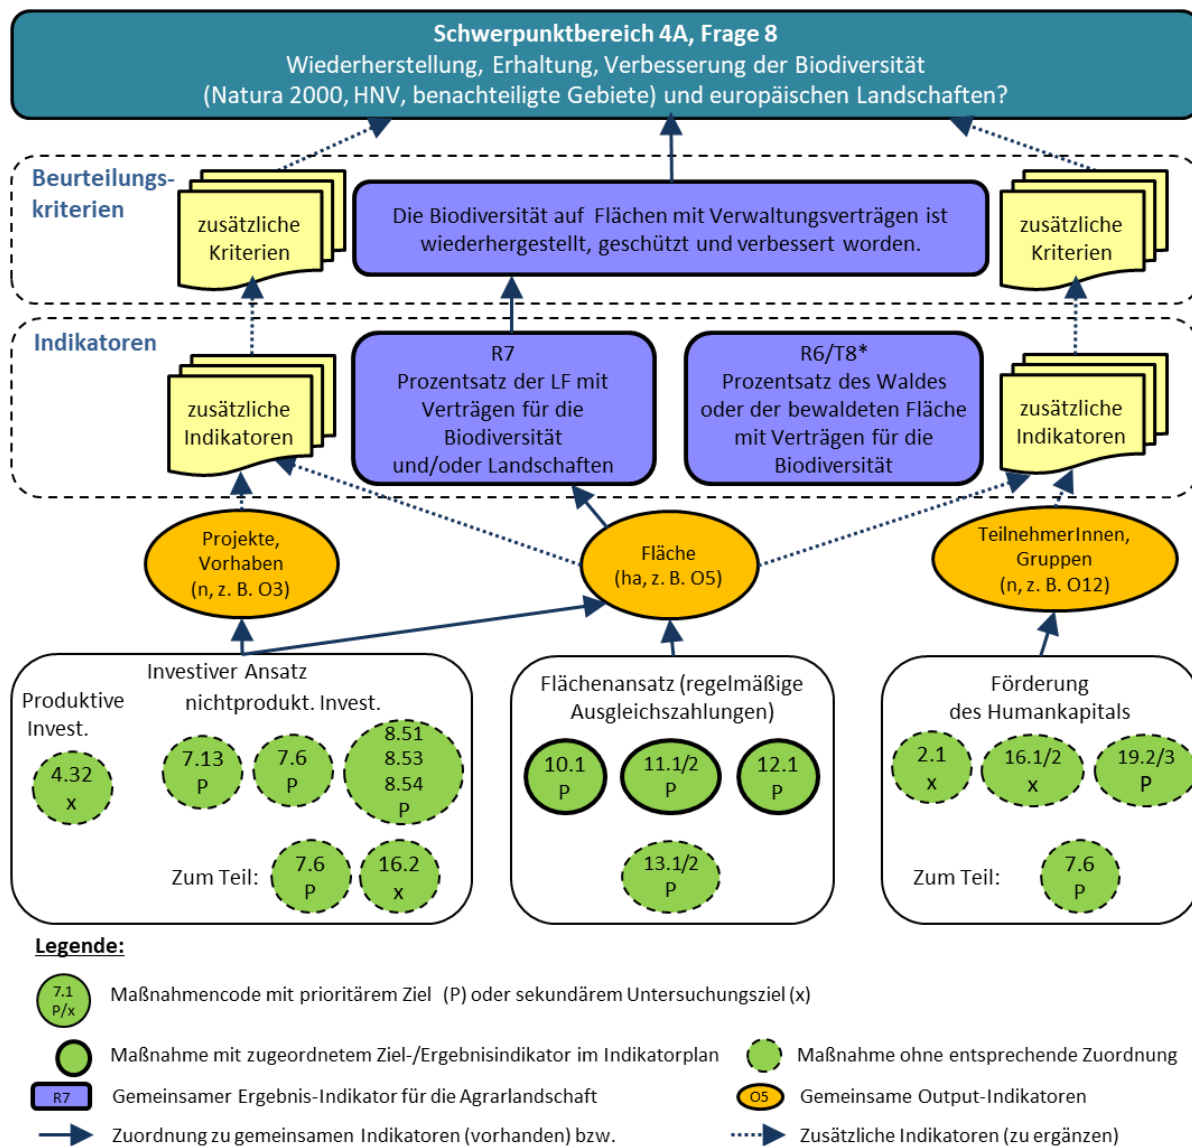 Schwerpunktbereich 4A, Frage 8
Wiederherstellung, Erhaltung, Verbesserung der Biodiversität
(Natura 2000, HNV, benachteiligte Gebiete) und europäischen Landschaften?
Beurteilungs-
kriterien
zusätzliche
Kriterien
Die Biodiversität auf Flächen mit Verwaltungsverträgen ist
wiederhergestellt, geschützt und verbessert worden.
zusätzliche
Kriterien
Indikatoren
zusätzliche
Indikatoren
R7
Prozentsatz der LF mit
Verträgen für die
Biodiversität
und/oder Landschaften
R6/T8*
Prozentsatz des Waldes
oder der bewaldeten Fläche
mit Verträgen für die
Biodiversität
zusätzliche
Indikatoren
Projekte,
Vorhaben
(n, z. B. O3)
Fläche
(ha, z. B. O5)
TeilnehmerInnen,
Gruppen
(n, z. B. O12)
Investiver Ansatz
Produktive
Invest.
nichtprodukt. Invest.
4.32
x
7.13
P
7.6
P
8.51
8.53
8.54
P
Zum Teil:
7.6
P
16.2
x
Flächenansatz (regelmäßige
Ausgleichszahlungen)
10.1
P
11.1/2
P
12.1
P
13.1/2
P
Förderung
des Humankapitals
2.1
x
16.1/2
x
19.2/3
P
Zum Teil:
7.6
P
Legende:
7.1
P/x
Maßnahmencode mit prioritärem Ziel (P) oder sekundärem Untersuchungsziel (x)
Maßnahme mit zugeordnetem Ziel-/Ergebnisindikator im Indikatorplan
Maßnahme ohne entsprechende Zuordnung
R7
Gemeinsamer Ergebnis-Indikator für die Agrarlandschaft
O5
Gemeinsame Output-Indikatoren
Zuordnung zu gemeinsamen Indikatoren (vorhanden) bzw.
Zusätzliche Indikatoren (zu ergänzen)